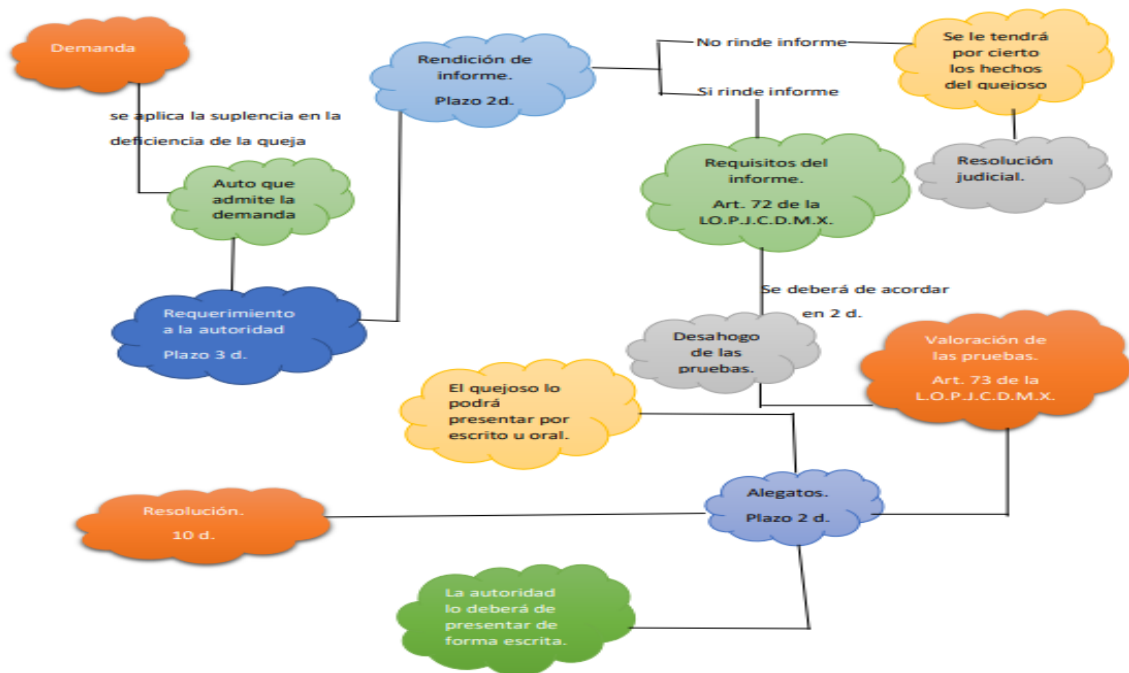 Demanda
se aplica la suplencia en la
deficiencia de la queja
Auto que
admite la
demanda
Requerimiento
a la autoridad
Plazo 3 d.
Rendición de
informe.
Plazo 2d.
No rinde informe
Se le tendrá
por cierto
los hechos
del quejoso
Resolución
judicial.
Si rinde informe
Requisitos del
informe.
Art. 72 de la
L.O.P.J.C.D.M.X.
Se deberá de acordar
en 2 d.
Desahogo
de las
pruebas.
Valoración de
las pruebas.
Art. 73 de la
L.O.P.J.C.D.M.X.
El quejoso lo
podrá
presentar por
escrito u oral.
Alegatos.
Plazo 2 d.
La autoridad
lo deberá de
presentar de
forma escrita.
Resolución.
10 d.